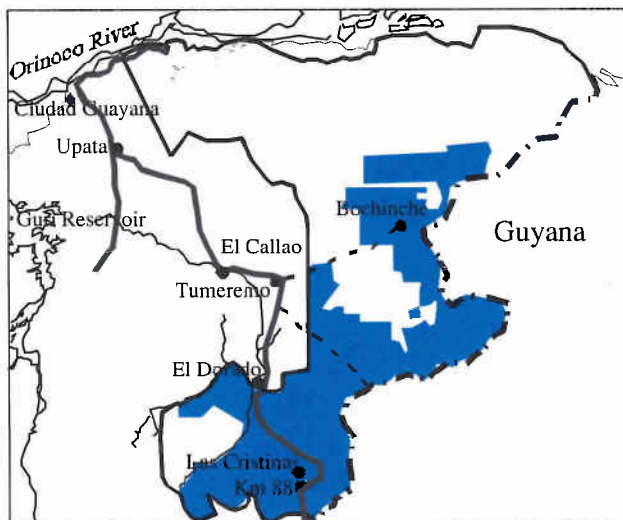 Orinoco River
Ciudad Guayana
Upata
Bochinche
Guri Reservoir
Guyana
El Callao
Tumeremo
El Dorado
Las Cristinas
Km 88